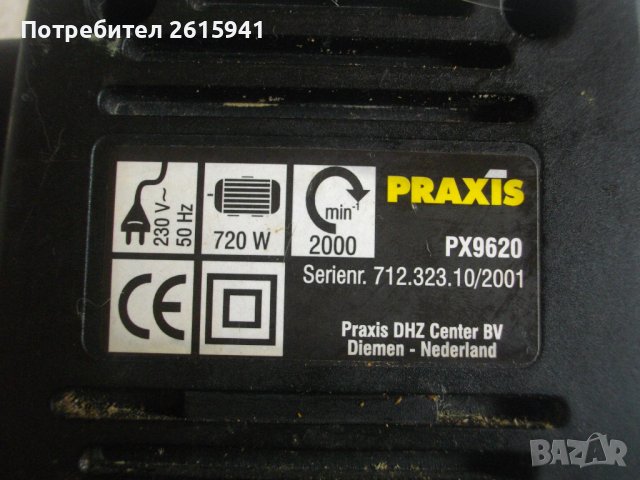 Потребител 2615941
230 V~
50 Hz
720 W
min-¹
2000
PRAXIS
PX9620
Serienr. 712.323.10/2001
CE
Praxis DHZ Center BV
Diemen - Nederland
BAZAR